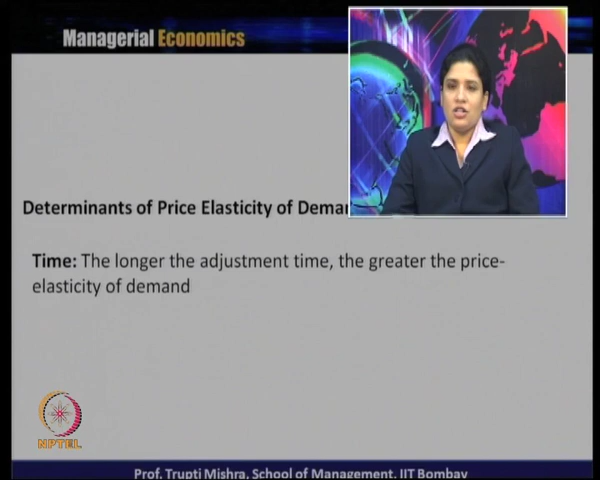 Managerial Economics
Determinants of Price Elasticity of
Time: The longer the adjustment time, the greater the price-
elasticity of demand
NPTEL
Prof. Trupti Mishra, School of Management, IIT Bombay